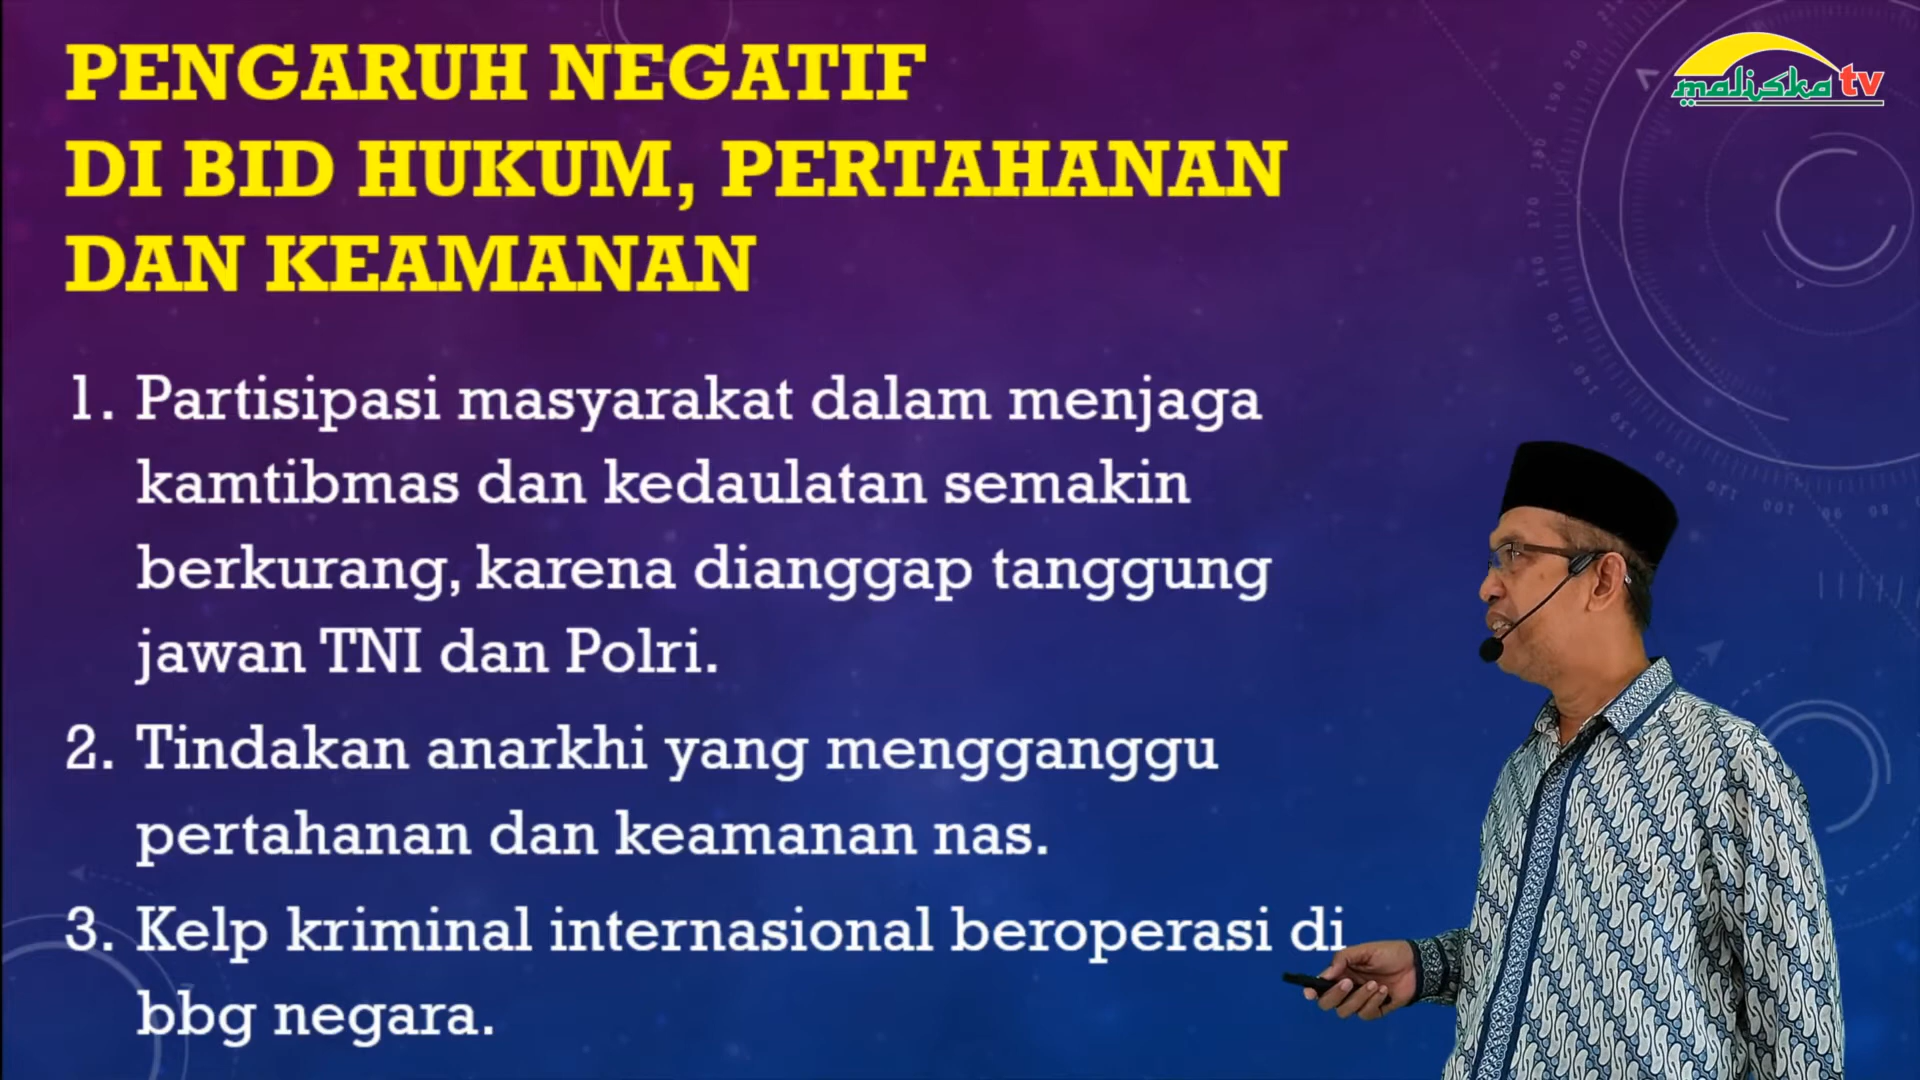 PENGARUH NEGATIF
DI BID HUKUM, PERTAHANAN
DAN KEAMANAN
maliska tv
1. Partisipasi masyarakat dalam menjaga
kamtibmas dan kedaulatan semakin
berkurang, karena dianggap tanggung
jawan TNI dan Polri.
2. Tindakan anarkhi yang mengganggu
pertahanan dan keamanan nas.
3. Kelp kriminal internasional beroperasi di
bbg negara.